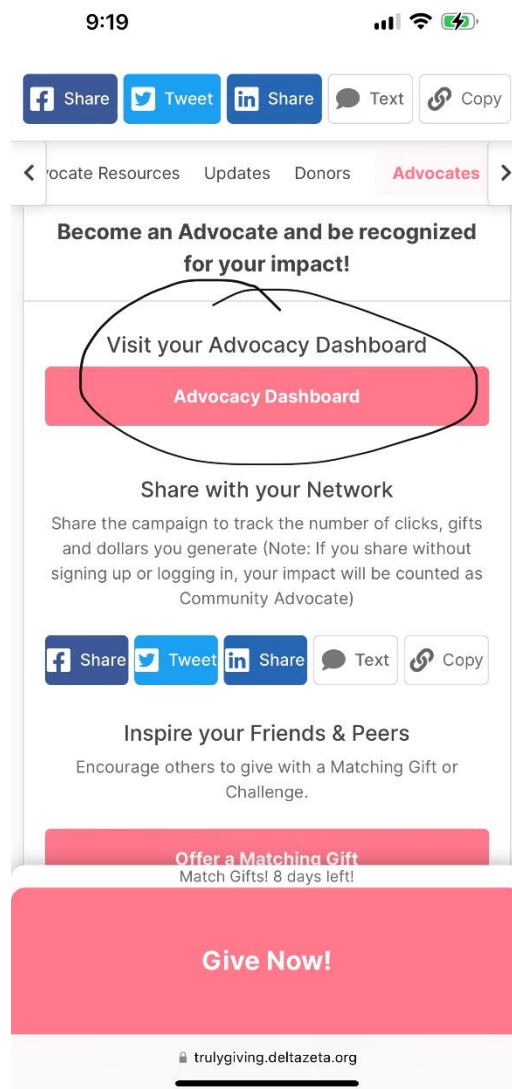 9:19
Share Tweet Share Text Copy
vocate Resources Updates Donors Advocates
Become an Advocate and be recognized
for your impact!
Visit your Advocacy Dashboard
Advocacy Dashboard
Share with your Network
Share the campaign to track the number of clicks, gifts
and dollars you generate (Note: If you share without
signing up or logging in, your impact will be counted as
Community Advocate)
Share Tweet Share Text Copy
Inspire your Friends & Peers
Encourage others to give with a Matching Gift or
Challenge.
Offer a Matching Gift
Match Gifts! 8 days left!
Give Now!
trulygiving.deltazeta.org